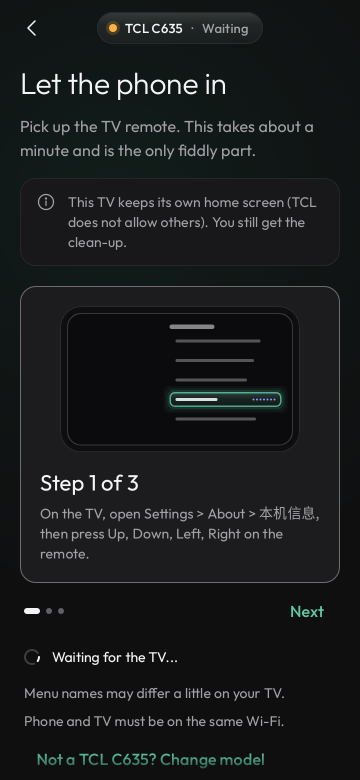 TCL C635 · Waiting
Let the phone in
Pick up the TV remote. This takes about a
minute and is the only fiddly part.
This TV keeps its own home screen (TCL
does not allow others). You still get the
clean-up.
Step 1 of 3
On the TV, open Settings > About > 本机信息,
then press Up, Down, Left, Right on the
remote.
Next
Waiting for the TV...
Menu names may differ a little on your TV.
Phone and TV must be on the same Wi-Fi.
Not a TCL C635? Change model